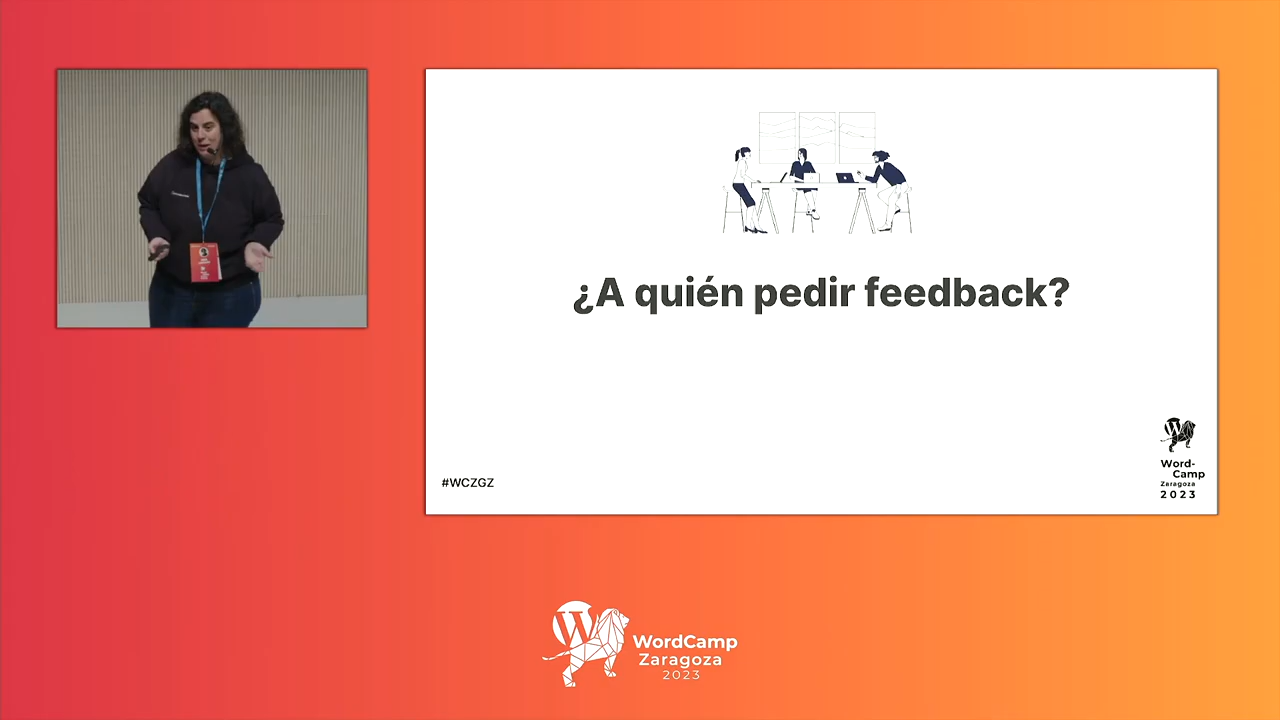 ¿A quién pedir feedback?
#WCZGZ
Word-
Camp
Zaragoza
2023
WordCamp
Zaragoza
2023